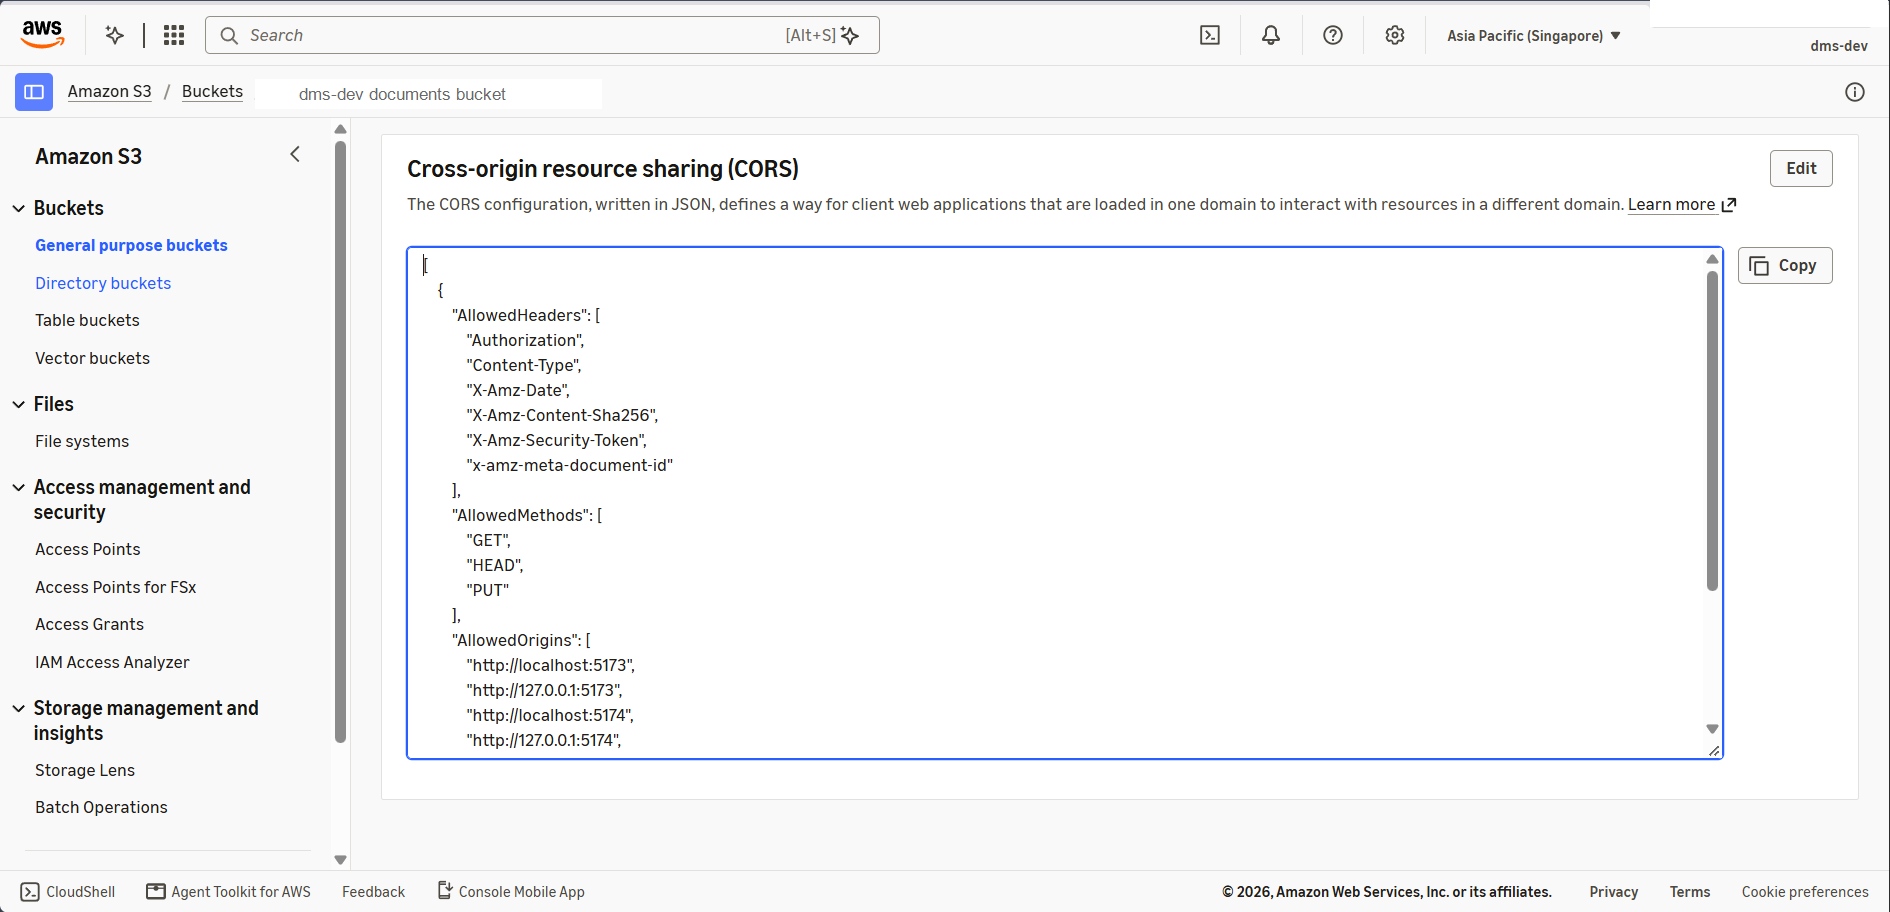 aws
Search
[Alt+S]
Asia Pacific (Singapore)
dms-dev
Amazon S3 / Buckets
dms-dev documents bucket
Amazon S3
Buckets
General purpose buckets
Directory buckets
Table buckets
Vector buckets
Files
File systems
Access management and
security
Access Points
Access Points for FSx
Access Grants
IAM Access Analyzer
Storage management and
insights
Storage Lens
Batch Operations
Cross-origin resource sharing (CORS)
Edit
The CORS configuration, written in JSON, defines a way for client web applications that are loaded in one domain to interact with resources in a different domain. Learn more
Copy
[
{
"AllowedHeaders": [
"Authorization",
"Content-Type",
"X-Amz-Date",
"X-Amz-Content-Sha256",
"X-Amz-Security-Token",
"x-amz-meta-document-id"
],
"AllowedMethods": [
"GET",
"HEAD",
"PUT"
],
"AllowedOrigins": [
"http://localhost:5173",
"http://127.0.0.1:5173",
"http://localhost:5174",
"http://127.0.0.1:5174",
CloudShell
Agent Toolkit for AWS
Feedback
Console Mobile App
© 2026, Amazon Web Services, Inc. or its affiliates.
Privacy
Terms
Cookie preferences